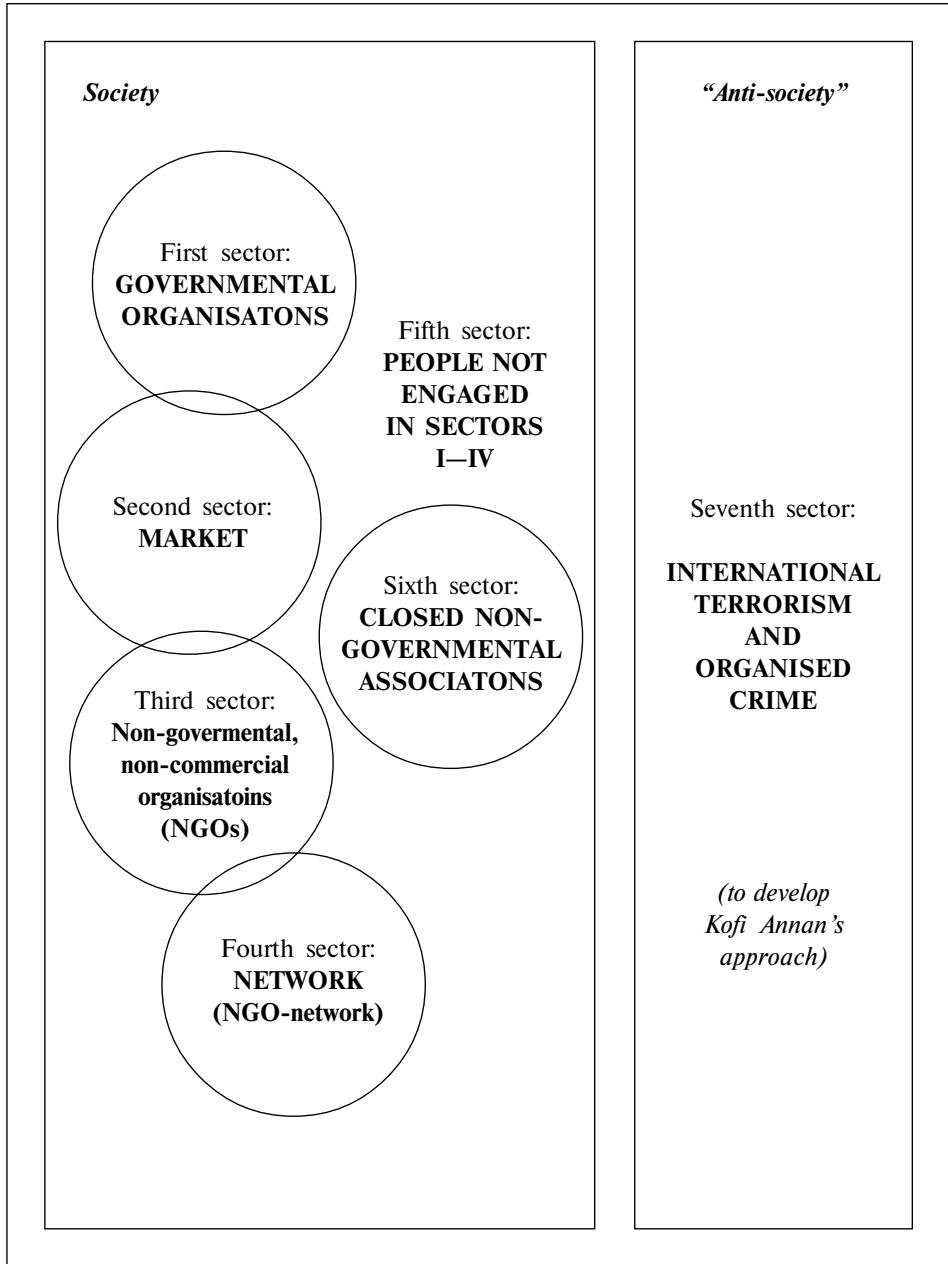 Society
First sector:
GOVERNMENTAL
ORGANISATONS
Fifth sector:
PEOPLE NOT
ENGAGED
IN SECTORS
I—IV
Second sector:
MARKET
Sixth sector:
CLOSED NON-
GOVERNMENTAL
ASSOCIATONS
Third sector:
Non-govermental,
non-commercial
organisatoins
(NGOs)
Fourth sector:
NETWORK
(NGO-network)
“Anti-society”
Seventh sector:
INTERNATIONAL
TERRORISM
AND
ORGANISED
CRIME
(to develop
Kofi Annan’s
approach)